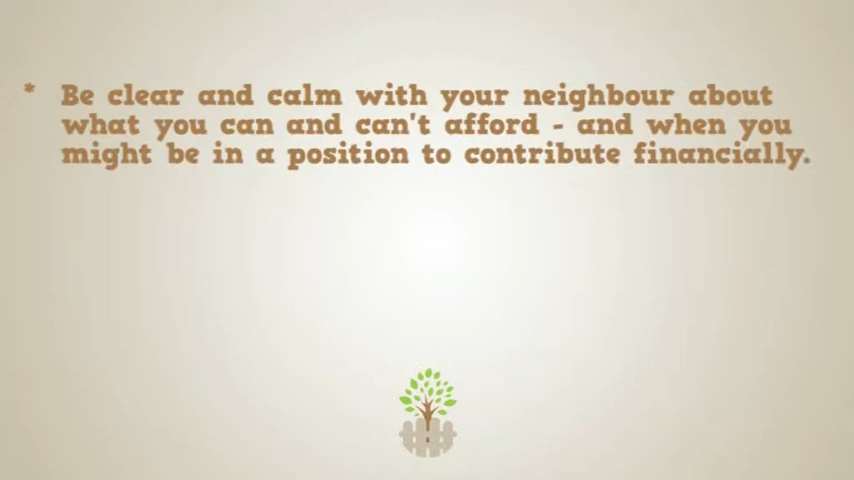 * Be clear and calm with your neighbour about
what you can and can't afford - and when you
might be in a position to contribute financially.